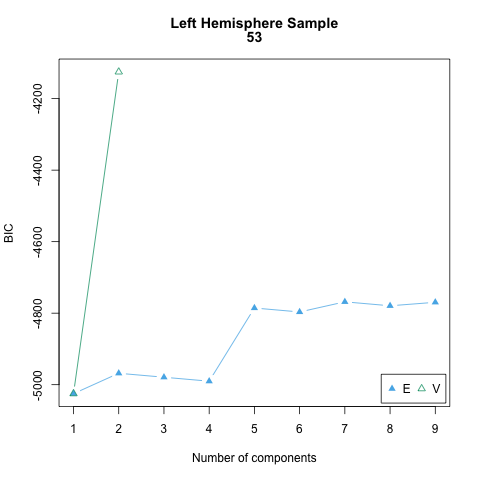 Left Hemisphere Sample
53
BIC
-4200
-4400
-4600
-4800
-5000
E V
1 2 3 4 5 6 7 8 9
Number of components